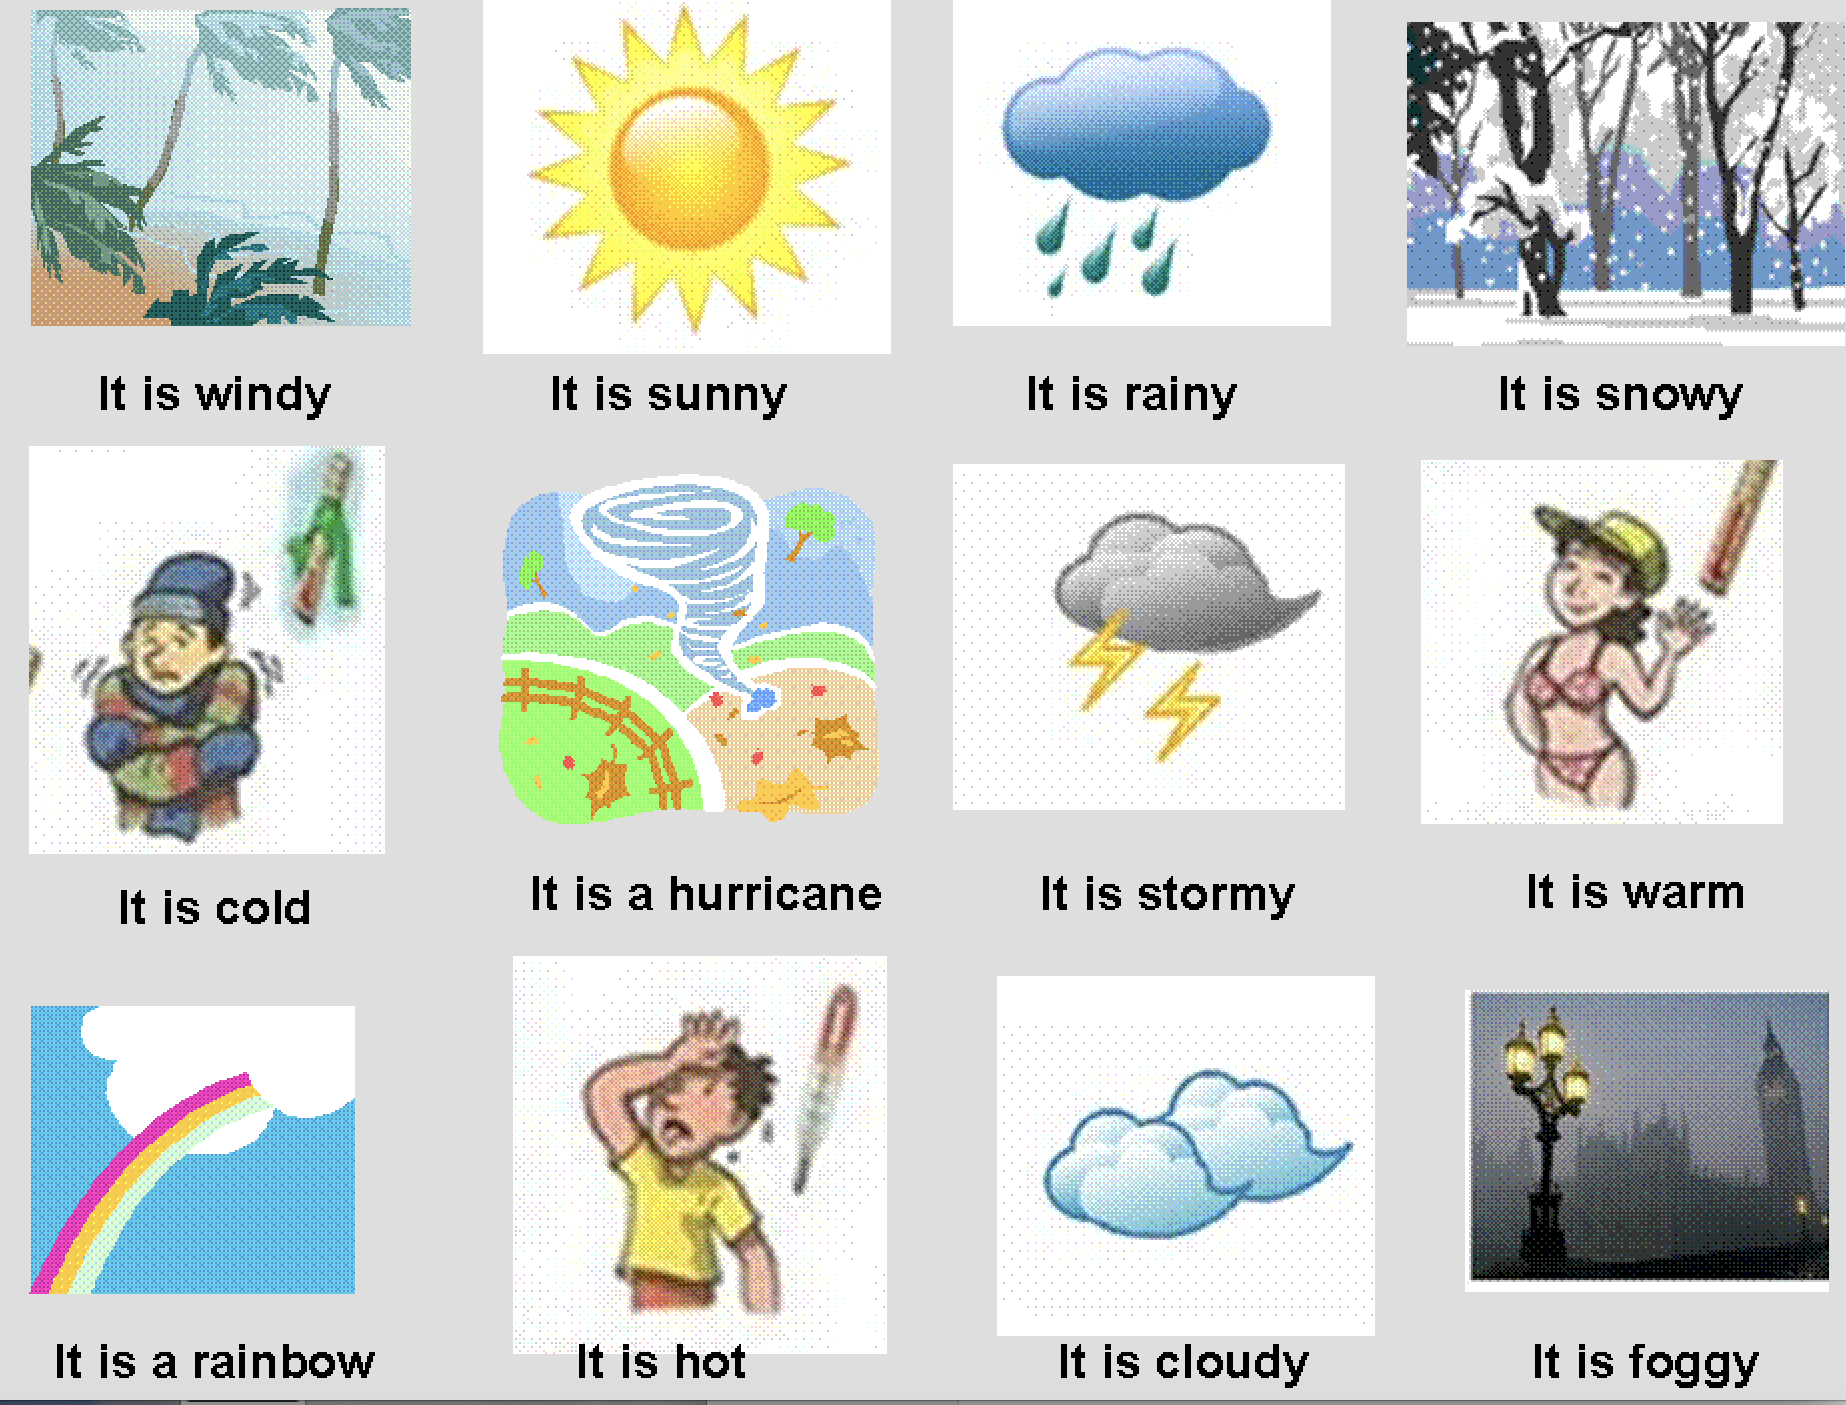 It is windy
It is sunny
It is rainy
It is snowy
It is cold
It is a hurricane
It is stormy
It is warm
It is a rainbow
It is hot
It is cloudy
It is foggy